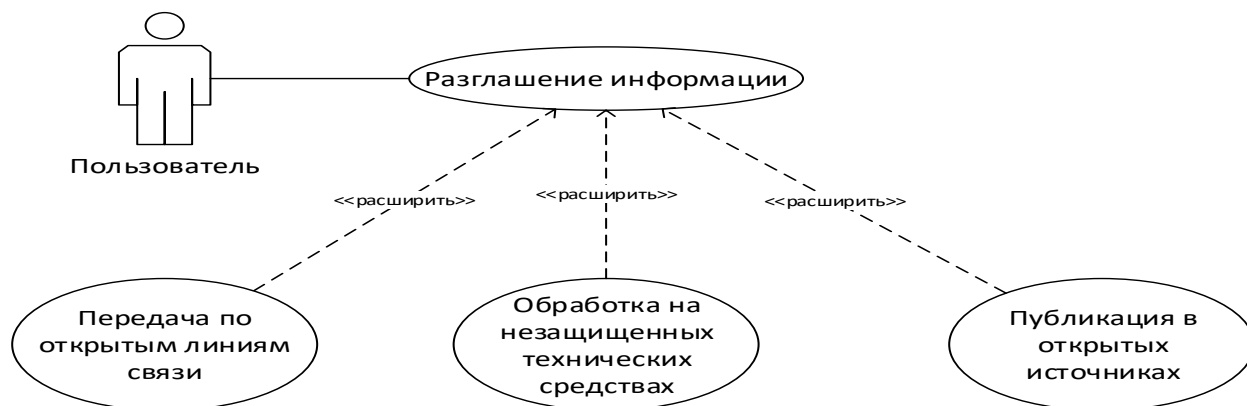 Разглашение информации
Пользователь
<<расширить>>
<<расширить>>
<<расширить>>
Передача по
открытым линиям
связи
Обработка на
незащищенных
технических
средствах
Публикация в
открытых
источниках